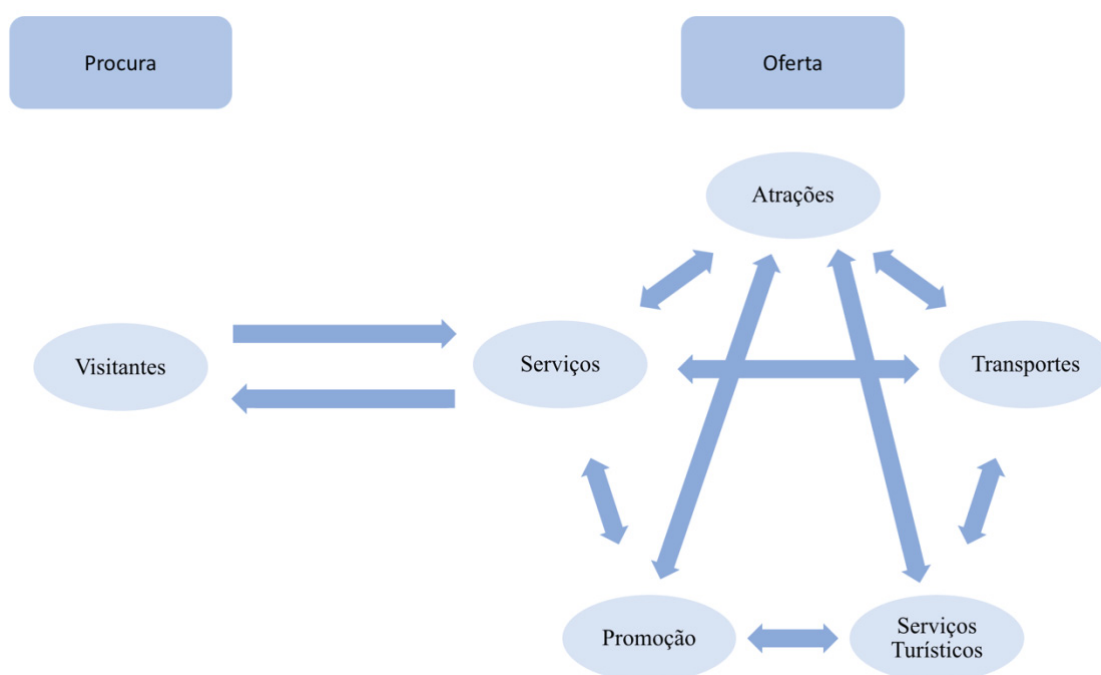 Procura
Oferta
Atrações
Visitantes
Serviços
Transportes
Promoção
Serviços
Turísticos